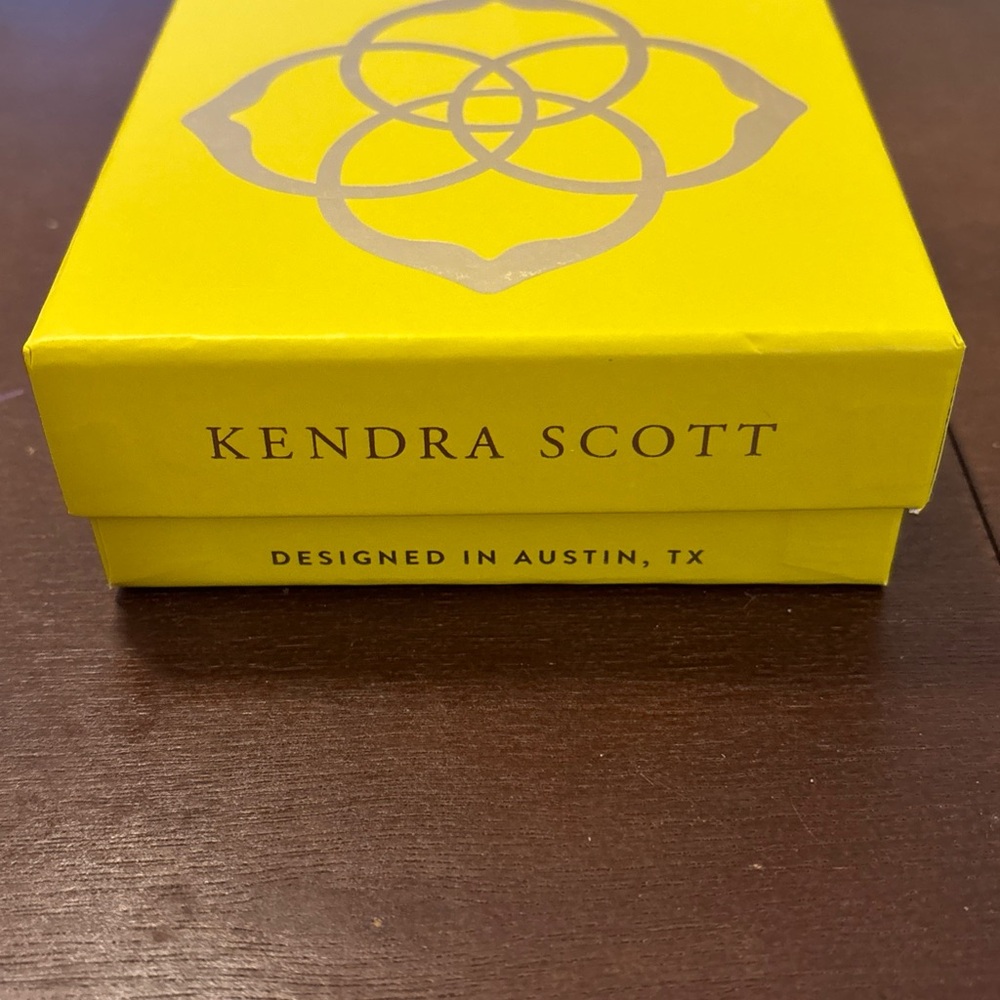 KENDRA SCOTT
DESIGNED IN AUSTIN, TX